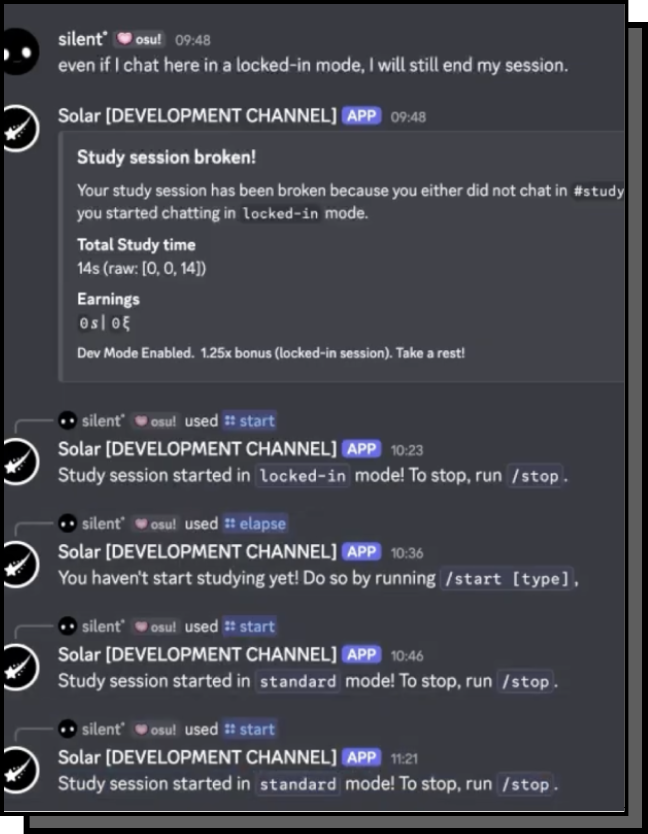 silent* osu! 09:48
even if I chat here in a locked-in mode, I will still end my session.
Solar [DEVELOPMENT CHANNEL] APP 09:48
Study session broken!
Your study session has been broken because you either did not chat in #study
you started chatting in locked-in mode.
Total Study time
14s (raw: [0, 0, 14])
Earnings
0s| 0ξ
Dev Mode Enabled. 1.25x bonus (locked-in session). Take a rest!
silent* osu! used start
Solar [DEVELOPMENT CHANNEL] APP 10:23
Study session started in locked-in mode! To stop, run /stop.
silent* osu! used elapse
Solar [DEVELOPMENT CHANNEL] APP 10:36
You haven't start studying yet! Do so by running /start [type],
silent* osu! used start
Solar [DEVELOPMENT CHANNEL] APP 10:46
Study session started in standard mode! To stop, run /stop.
silent* osu! used start
Solar [DEVELOPMENT CHANNEL] APP 11:21
Study session started in standard mode! To stop, run /stop.